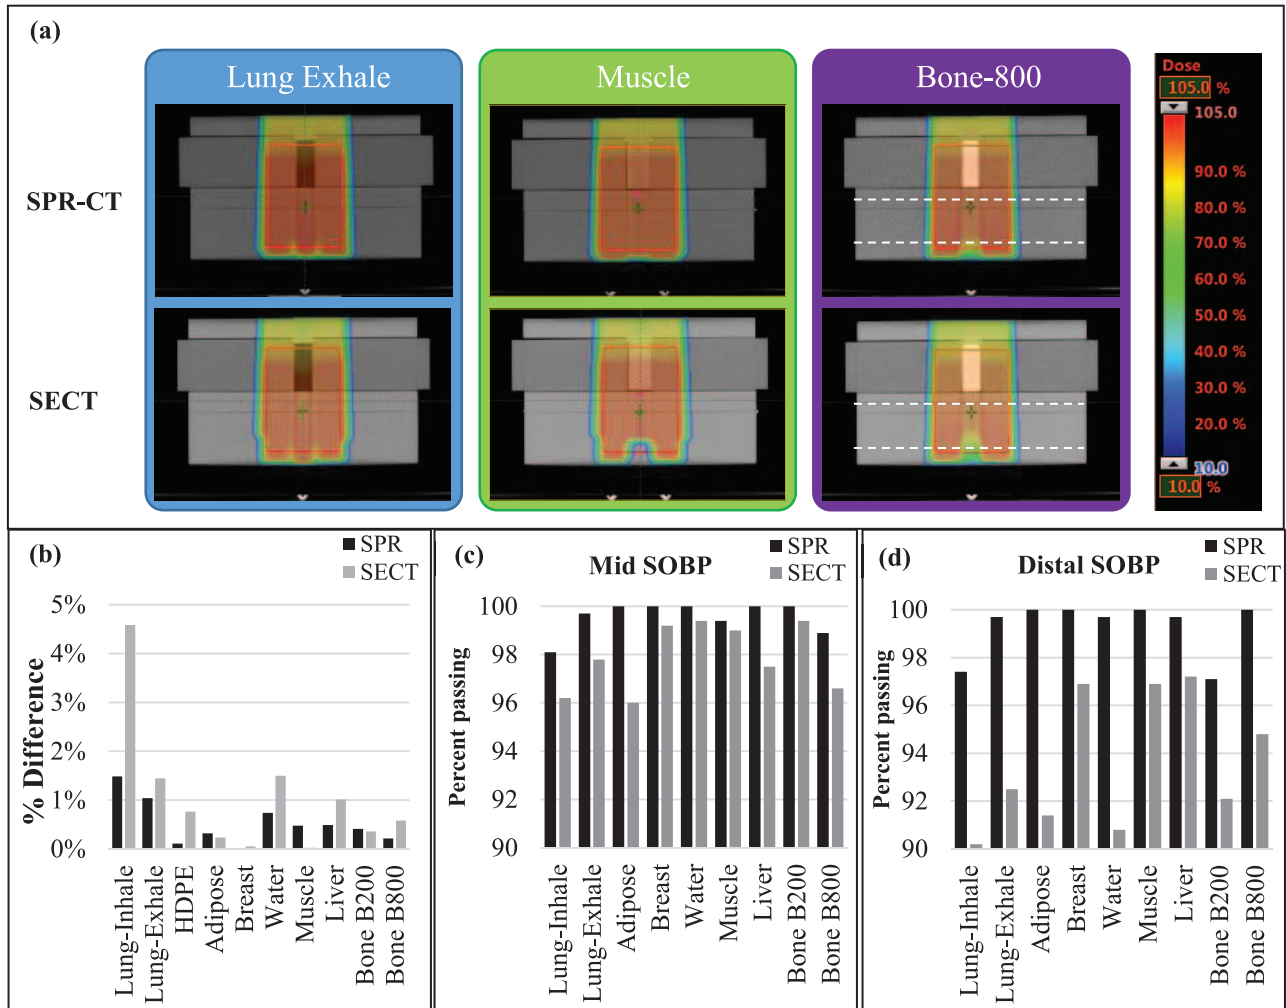 (a)
Lung Exhale
Muscle
Bone-800
SPR-CT
SECT
Dose
105.0 %
105.0
90.0 %
80.0 %
70.0 %
60.0 %
50.0 %
40.0 %
30.0 %
20.0 %
10.0
10.0 %
(b)
SPR
SECT
% Difference
5%
4%
3%
2%
1%
0%
Lung-Inhale
Lung-Exhale
HDPE
Adipose
Breast
Water
Muscle
Liver
Bone B200
Bone B800
(c)
Mid SOBP
SPR
SECT
Percent passing
100
98
96
94
92
90
Lung-Inhale
Lung-Exhale
Adipose
Breast
Water
Muscle
Liver
Bone B200
Bone B800
(d)
Distal SOBP
SPR
SECT
Percent passing
100
98
96
94
92
90
Lung-Inhale
Lung-Exhale
Adipose
Breast
Water
Muscle
Liver
Bone B200
Bone B800